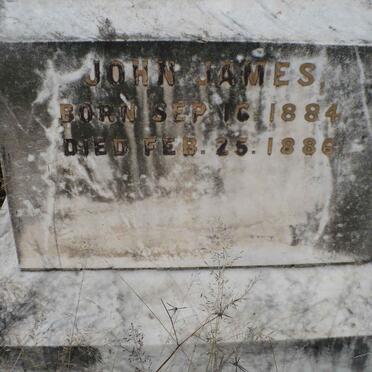 JOHN JAMES,
BORN SEP. 16. 1884
DIED FEB. 25. 1886